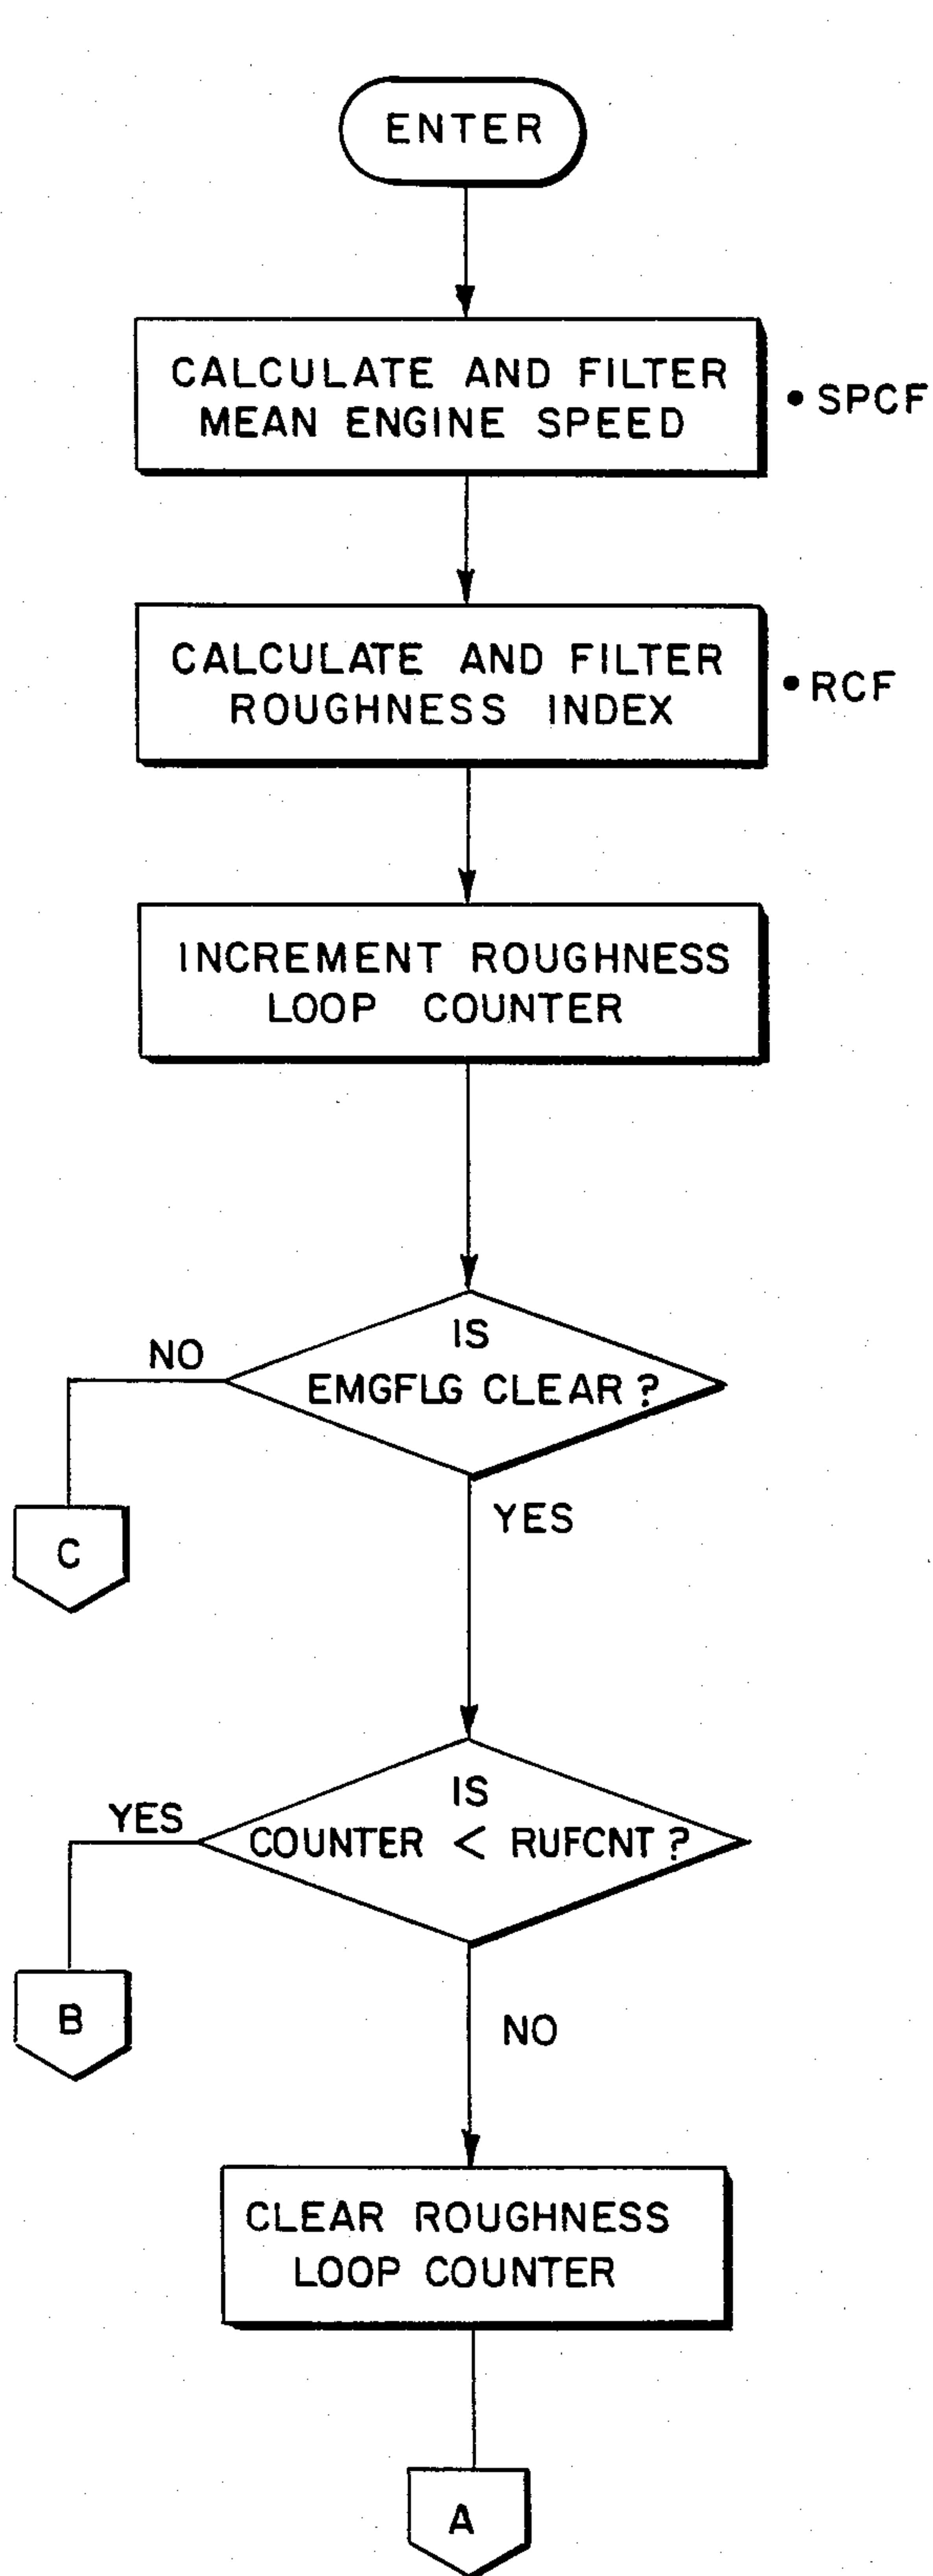 ENTER
CALCULATE AND FILTER
MEAN ENGINE SPEED
• SPCF
CALCULATE AND FILTER
ROUGHNESS INDEX
• RCF
INCREMENT ROUGHNESS
LOOP COUNTER
IS
EMGFLG CLEAR ?
NO
C
YES
IS
COUNTER < RUFCNT ?
YES
B
NO
CLEAR ROUGHNESS
LOOP COUNTER
A